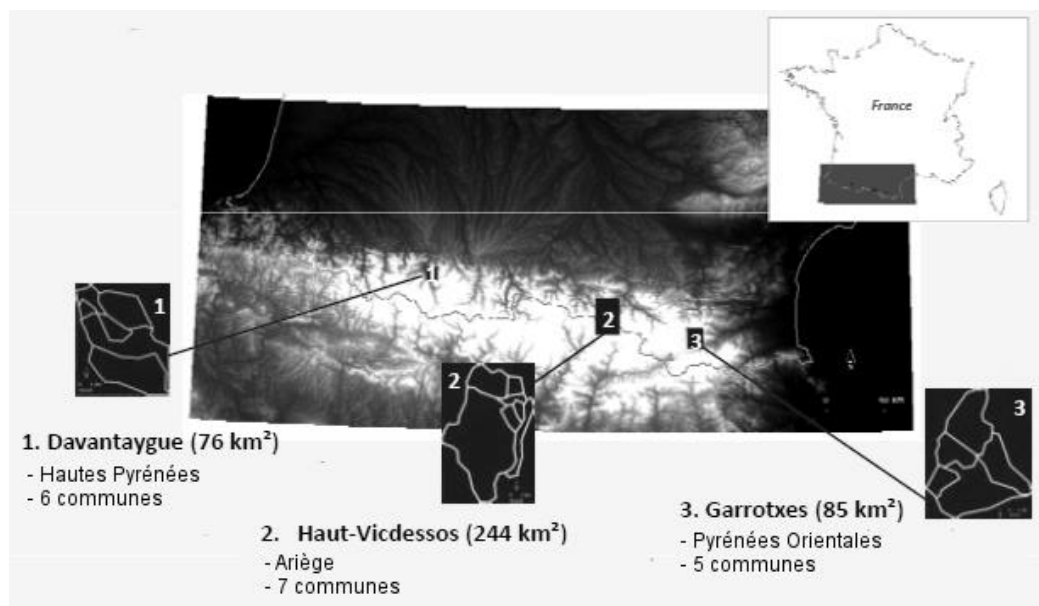 France
1
1
2
3
2
3
1. Davantaygue (76 km²)
- Hautes Pyrénées
- 6 communes
2. Haut-Vicdessos (244 km²)
- Ariège
- 7 communes
3. Garrotxes (85 km²)
- Pyrénées Orientales
- 5 communes